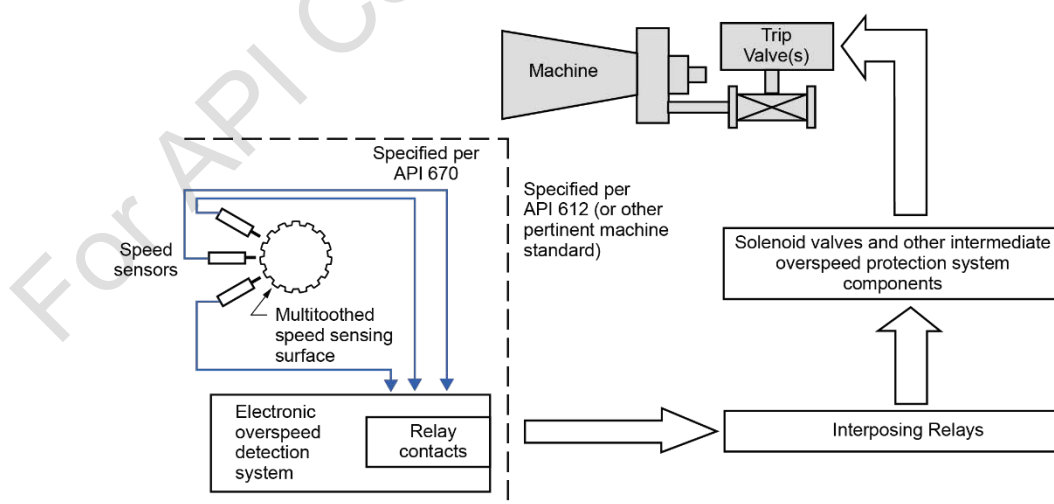 For API Co
Machine
Trip
Valve(s)
Specified per
API 670
Specified per
API 612 (or other
pertinent machine
standard)
Speed
sensors
Multitoothed
speed sensing
surface
Solenoid valves and other intermediate
overspeed protection system
components
Electronic
overspeed
detection
system
Relay
contacts
Interposing Relays